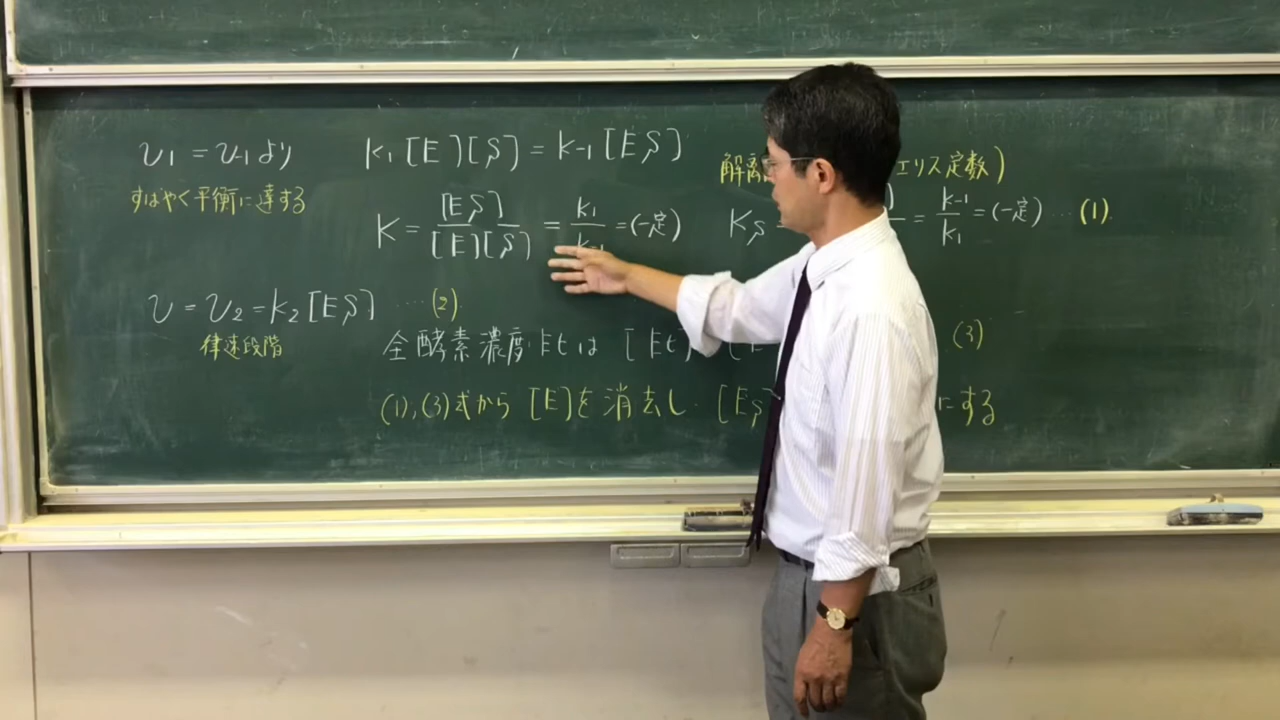 v₁ = v₋₁より k₁[E][S] = k₋₁[ES]
すばやく平衡に達する 解離 エリス定数)
K = [ES]/[E][S] = k₁/k₋₁ = (一定) Ks = = k₋₁/k₁ = (一定) … (1)
v = v₂ = k₂[ES] …… (2)
律速段階 全酵素濃度Etは [Et] (3)
(1),(3)式から [E]を消去し [ES にする